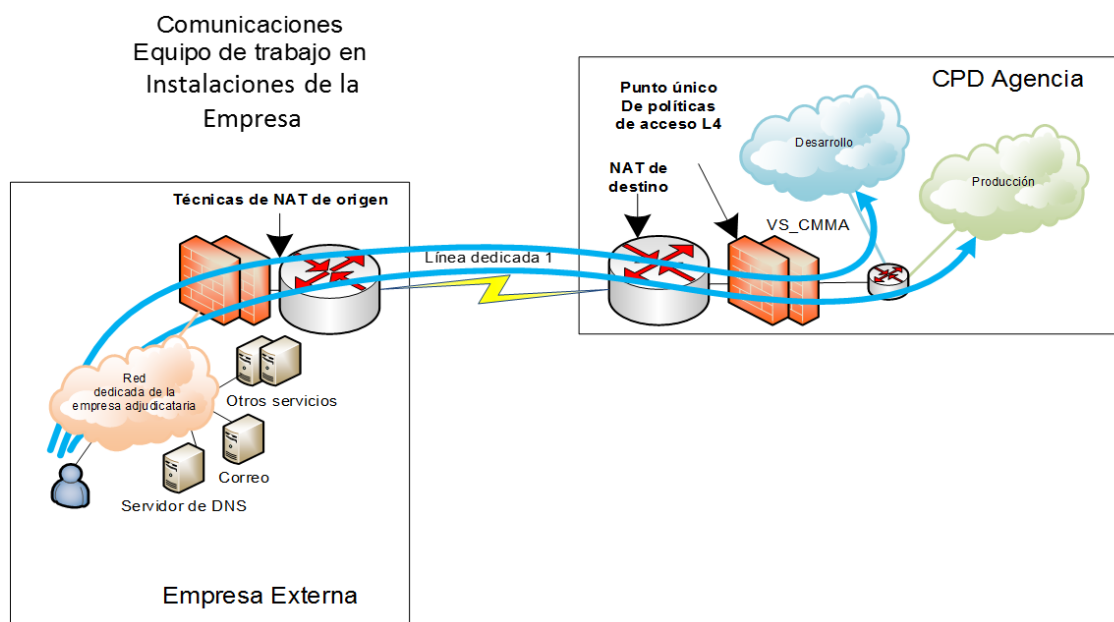 Comunicaciones
Equipo de trabajo en
Instalaciones de la
Empresa
CPD Agencia
Punto único
De políticas
de acceso L4
Desarrollo
NAT de
destino
Producción
Técnicas de NAT de origen
VS_CMMA
Línea dedicada 1
Red
dedicada de la
empresa adjudicataria
Otros servicios
Correo
Servidor de DNS
Empresa Externa